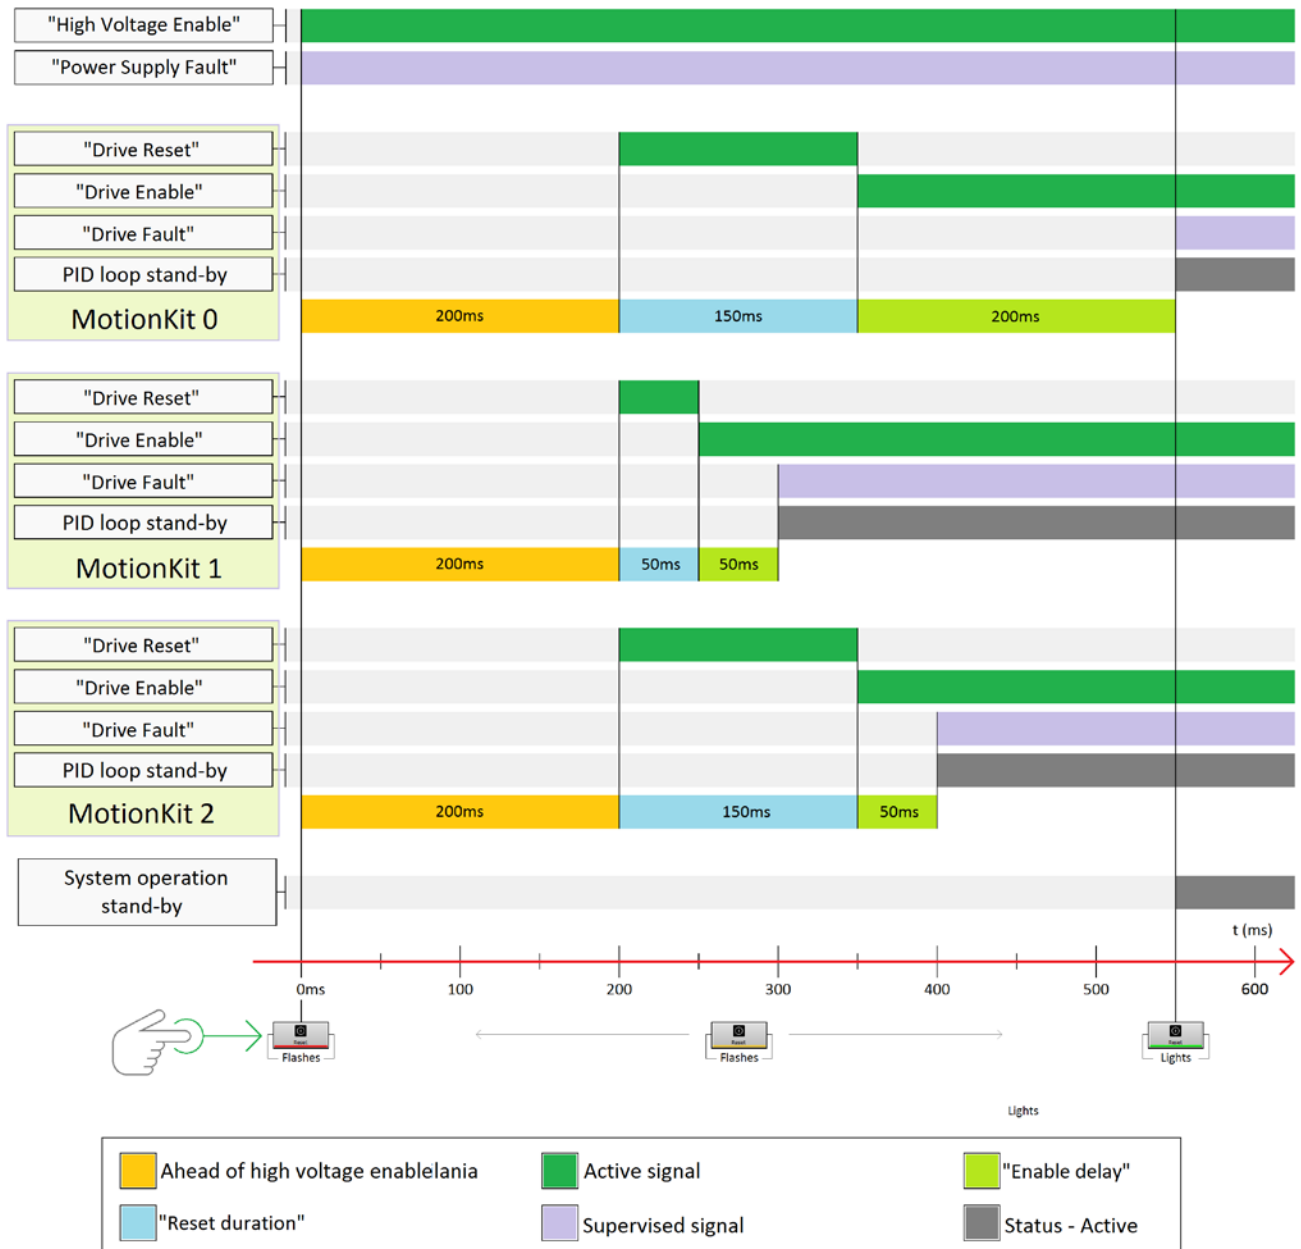 "High Voltage Enable"
"Power Supply Fault"
"Drive Reset"
"Drive Enable"
"Drive Fault"
PID loop stand-by
MotionKit 0
200ms
150ms
200ms
"Drive Reset"
"Drive Enable"
"Drive Fault"
PID loop stand-by
MotionKit 1
200ms
50ms
50ms
"Drive Reset"
"Drive Enable"
"Drive Fault"
PID loop stand-by
MotionKit 2
200ms
150ms
50ms
System operation
stand-by
t (ms)
0ms
100
200
300
400
500
600
Reset
Flashes
Reset
Flashes
Reset
Lights
Lights
Ahead of high voltage enablelania
Active signal
"Enable delay"
"Reset duration"
Supervised signal
Status - Active